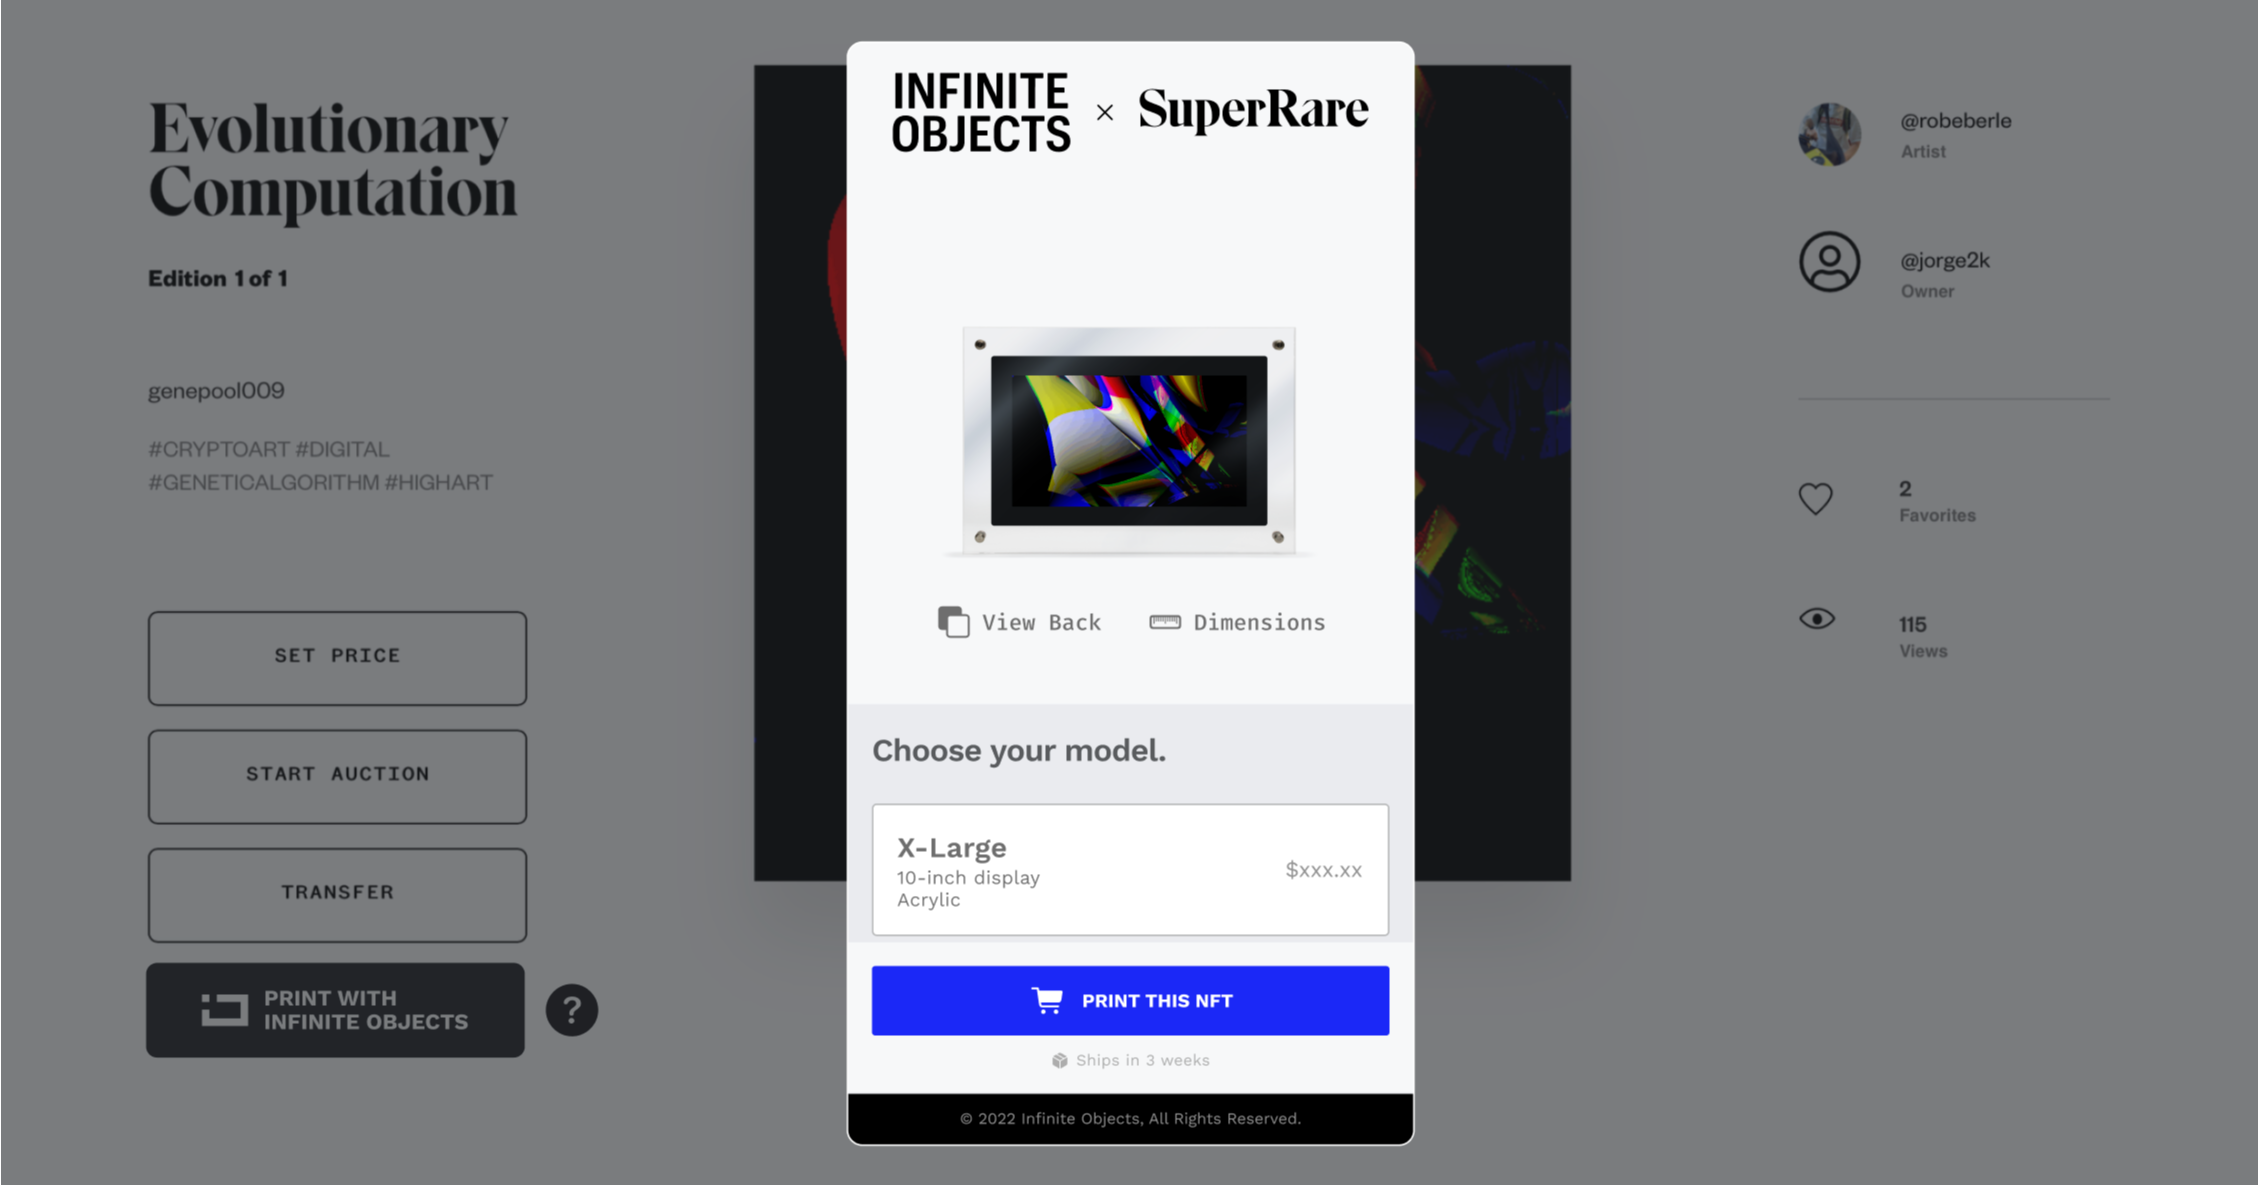 Evolutionary
Computation
Edition 1 of 1
genepool009
#CRYPTOART #DIGITAL
#GENETICALGORITHM #HIGHART
SET PRICE
START AUCTION
TRANSFER
PRINT WITH
INFINITE OBJECTS
?
INFINITE
OBJECTS
×
SuperRare
View Back
Dimensions
Choose your model.
X-Large
10-inch display
Acrylic
$xxx.xx
PRINT THIS NFT
Ships in 3 weeks
© 2022 Infinite Objects, All Rights Reserved.
@robeberle
Artist
@jorge2k
Owner
2
Favorites
115
Views